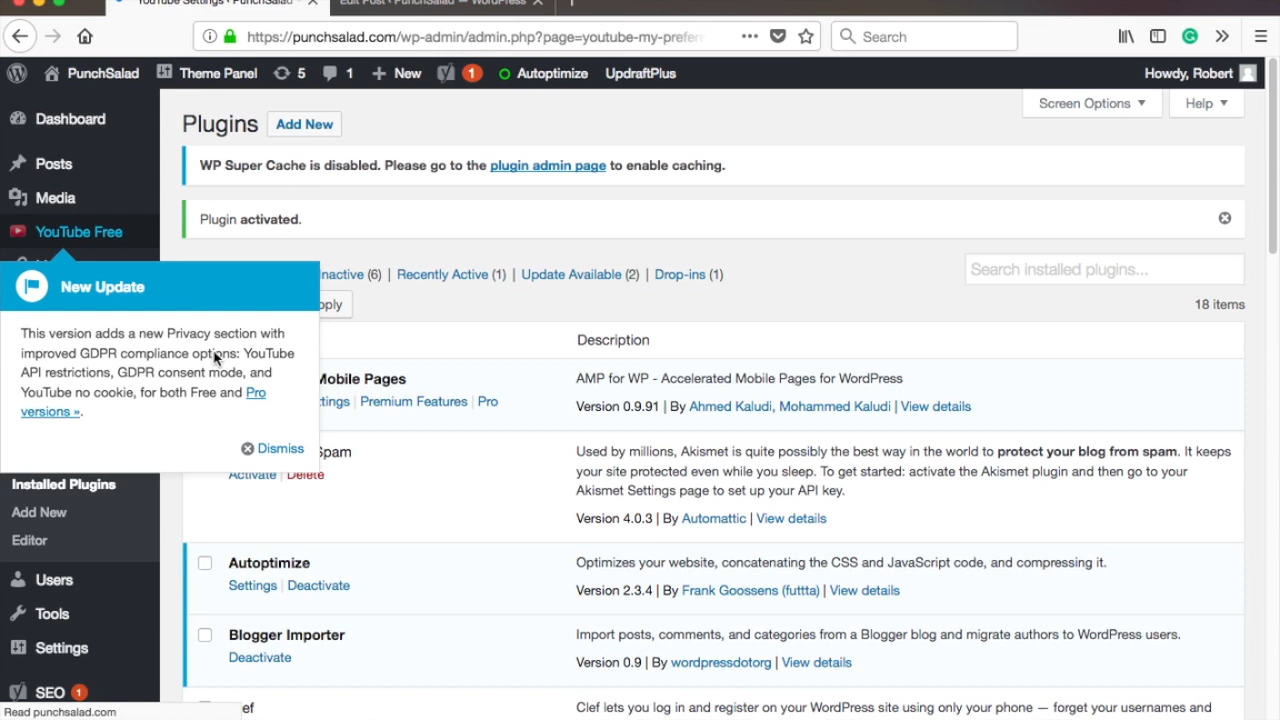 YouTube Settings ‹ PunchSalad
Edit Post ‹ PunchSalad — WordPress
https://punchsalad.com/wp-admin/admin.php?page=youtube-my-prefer
Search
PunchSalad Theme Panel 5 1 New 1 Autoptimize UpdraftPlus Howdy, Robert
Screen Options Help
Dashboard
Posts
Media
YouTube Free
New Update
This version adds a new Privacy section with
improved GDPR compliance options: YouTube
API restrictions, GDPR consent mode, and
YouTube no cookie, for both Free and Pro
versions ».
Dismiss
Installed Plugins
Add New
Editor
Users
Tools
Settings
SEO 1
Read punchsalad.com
Plugins Add New
WP Super Cache is disabled. Please go to the plugin admin page to enable caching.
Plugin activated.
nactive (6) | Recently Active (1) | Update Available (2) | Drop-ins (1)
Search installed plugins...
pply
18 items
Description
Mobile Pages
ttings | Premium Features | Pro
AMP for WP - Accelerated Mobile Pages for WordPress
Version 0.9.91 | By Ahmed Kaludi, Mohammed Kaludi | View details
Spam
Activate | Delete
Used by millions, Akismet is quite possibly the best way in the world to protect your blog from spam. It keeps
your site protected even while you sleep. To get started: activate the Akismet plugin and then go to your
Akismet Settings page to set up your API key.
Version 4.0.3 | By Automattic | View details
Autoptimize
Settings | Deactivate
Optimizes your website, concatenating the CSS and JavaScript code, and compressing it.
Version 2.3.4 | By Frank Goossens (futtta) | View details
Blogger Importer
Deactivate
Import posts, comments, and categories from a Blogger blog and migrate authors to WordPress users.
Version 0.9 | By wordpressdotorg | View details
ef
Clef lets you log in and register on your WordPress site using only your phone — forget your usernames and